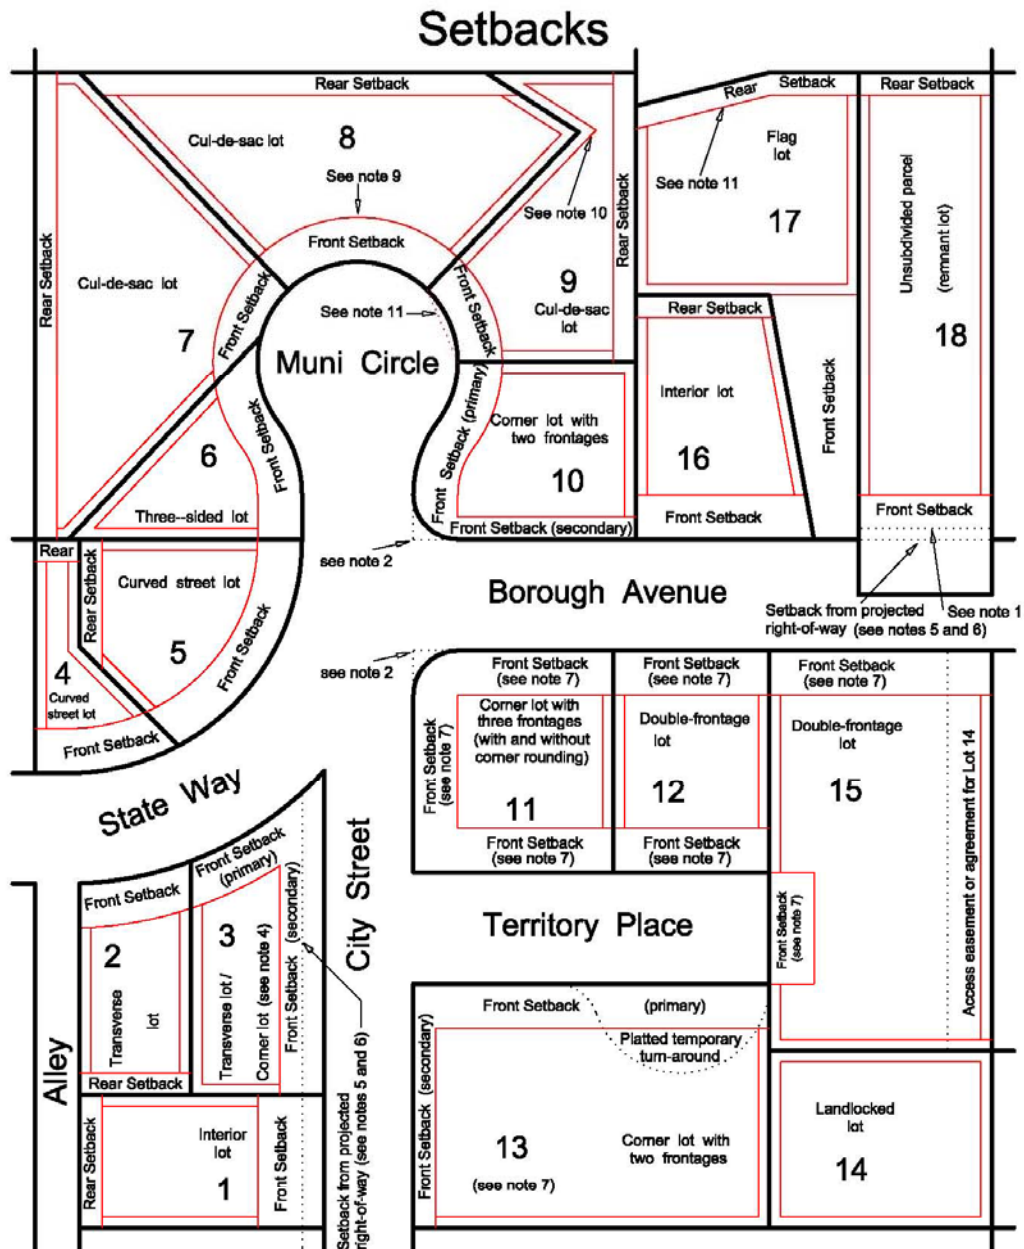 Setbacks
Rear Setback
Cul-de-sac lot
8
See note 9
Front Setback
See note 10
Rear Setback
Cul-de-sac lot
7
Front Setback
See note 11
Muni Circle
Front Setback
9
Cul-de-sac
lot
Rear Setback
Rear
Setback
Flag
lot
See note 11
17
Rear Setback
Unsubdivided parcel
(remnant lot)
18
Front Setback
See note 1
Setback from projected
right-of-way (see notes 5 and 6)
Rear Setback
Interior lot
16
Front Setback
Front Setback
6
Three--sided lot
Front Setback
Front Setback (primary)
Corner lot with
two frontages
10
Front Setback (secondary)
see note 2
Borough Avenue
Rear
4
Curved
street lot
Front Setback
Rear Setback
Curved street lot
5
Front Setback
State Way
see note 2
Front Setback
(see note 7)
Front Setback
(see note 7)
Corner lot with
three frontages
(with and without
corner rounding)
11
Front Setback
(see note 7)
Front Setback
(see note 7)
Double-frontage
lot
12
Front Setback
(see note 7)
Front Setback
(see note 7)
Double-frontage
lot
15
Front Setback
(see note 7)
Access easement or agreement for Lot 14
Front Setback
2
Transverse
lot
Rear Setback
Front Setback
(primary)
3
Transverse lot /
Corner lot (see note 4)
Front Setback (secondary)
City Street
Territory Place
Alley
Rear Setback
Interior
lot
1
Front Setback
Setback from projected
right-of-way (see notes 5 and 6)
Front Setback (primary)
Platted temporary
turn-around
Front Setback (secondary)
13
(see note 7)
Corner lot with
two frontages
Landlocked
lot
14